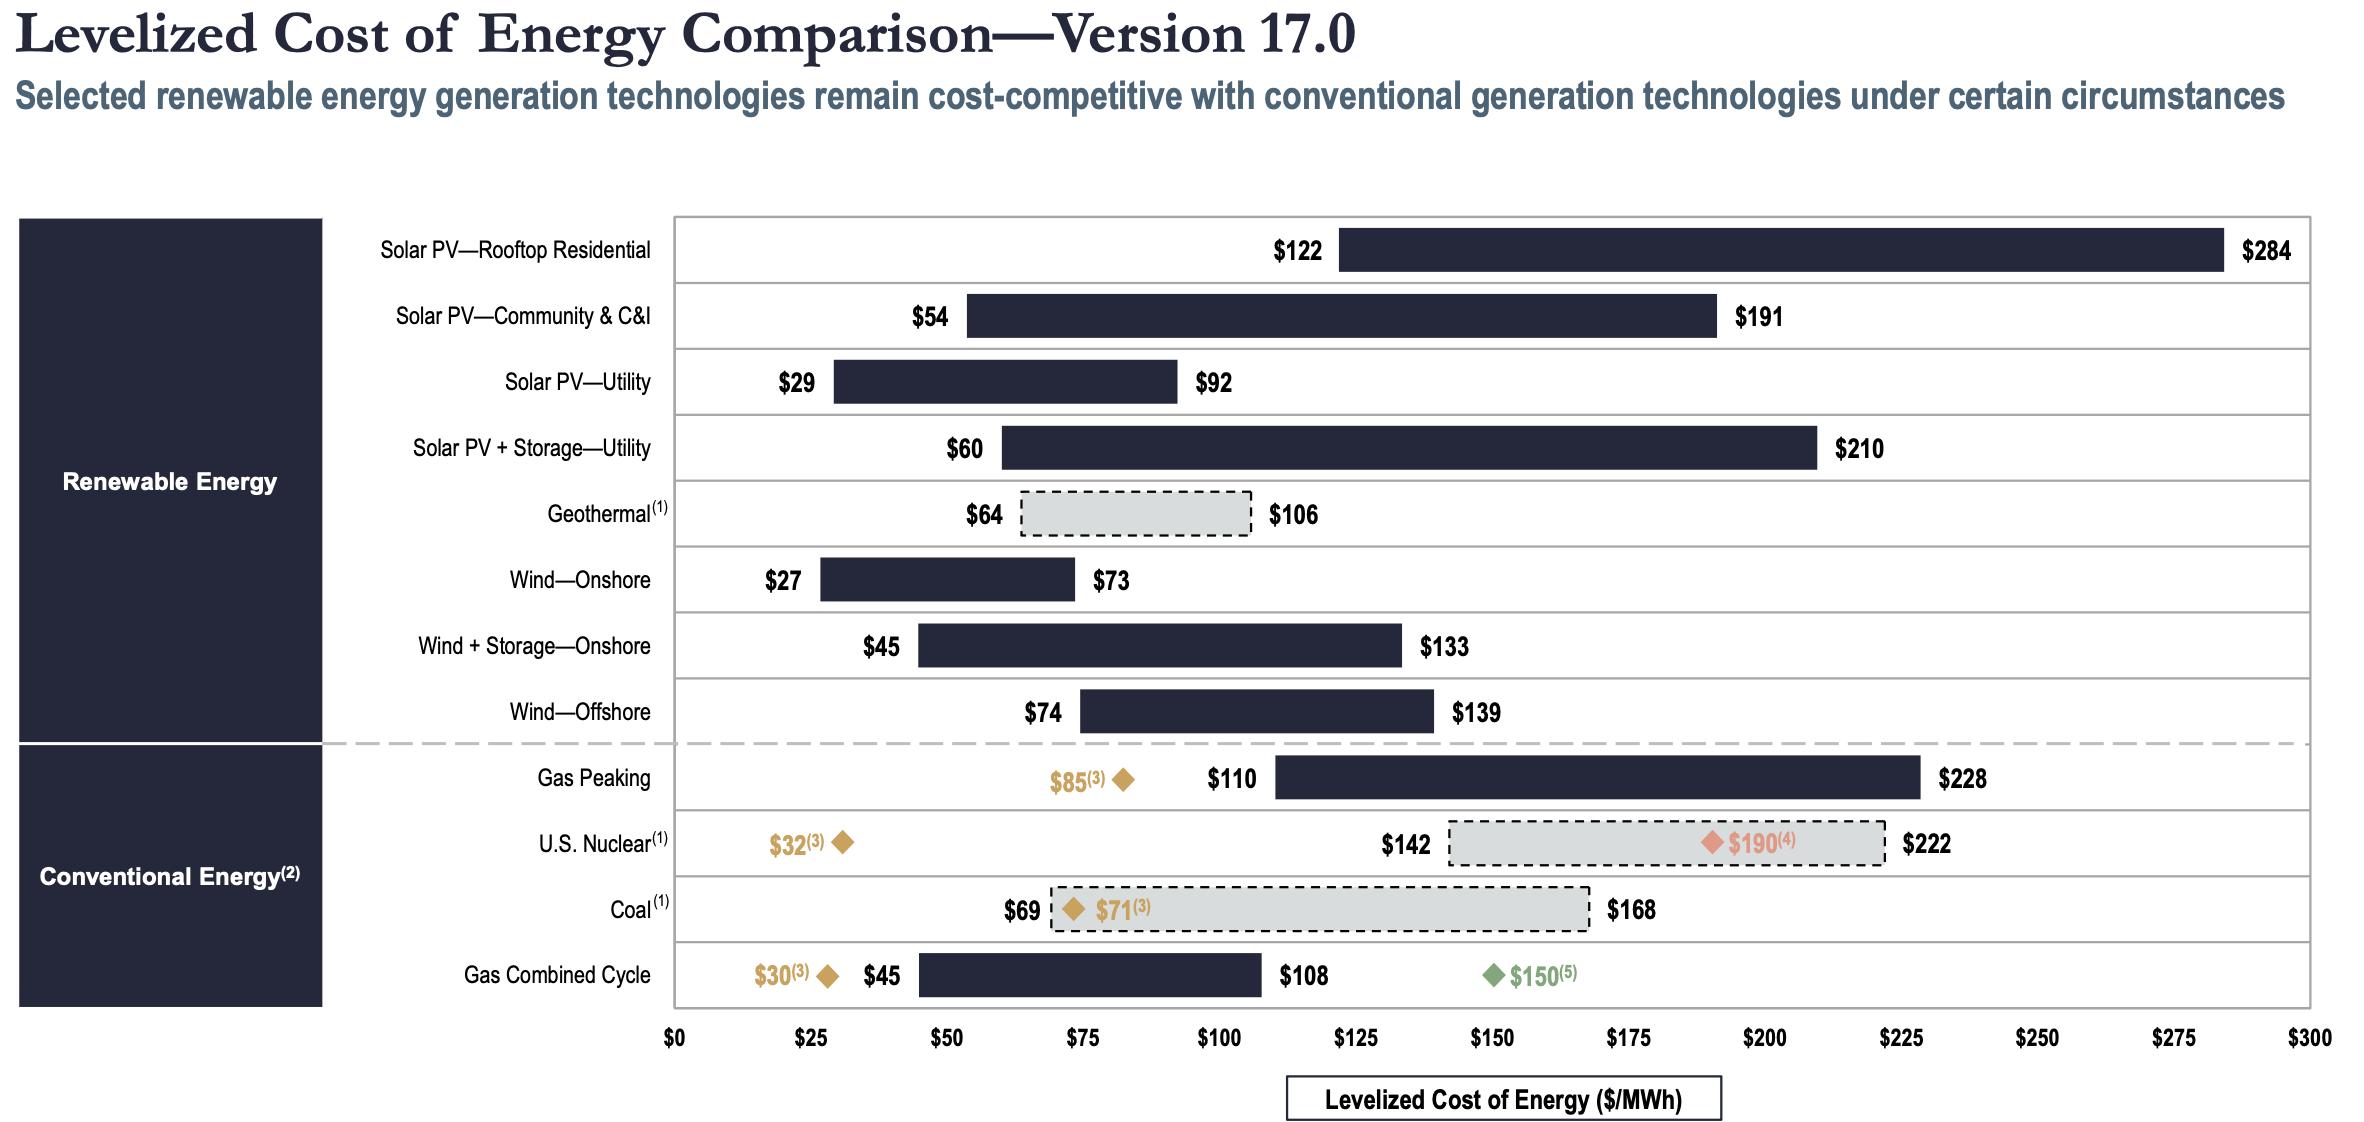 Levelized Cost of Energy Comparison—Version 17.0
Selected renewable energy generation technologies remain cost-competitive with conventional generation technologies under certain circumstances
Renewable Energy
Solar PV—Rooftop Residential $122 $284
Solar PV—Community & C&I $54 $191
Solar PV—Utility $29 $92
Solar PV + Storage—Utility $60 $210
Geothermal(1) $64 $106
Wind—Onshore $27 $73
Wind + Storage—Onshore $45 $133
Wind—Offshore $74 $139
Conventional Energy(2)
Gas Peaking $85(3) $110 $228
U.S. Nuclear(1) $32(3) $142 $190(4) $222
Coal(1) $69 $71(3) $168
Gas Combined Cycle $30(3) $45 $108 $150(5)
$0 $25 $50 $75 $100 $125 $150 $175 $200 $225 $250 $275 $300
Levelized Cost of Energy ($/MWh)